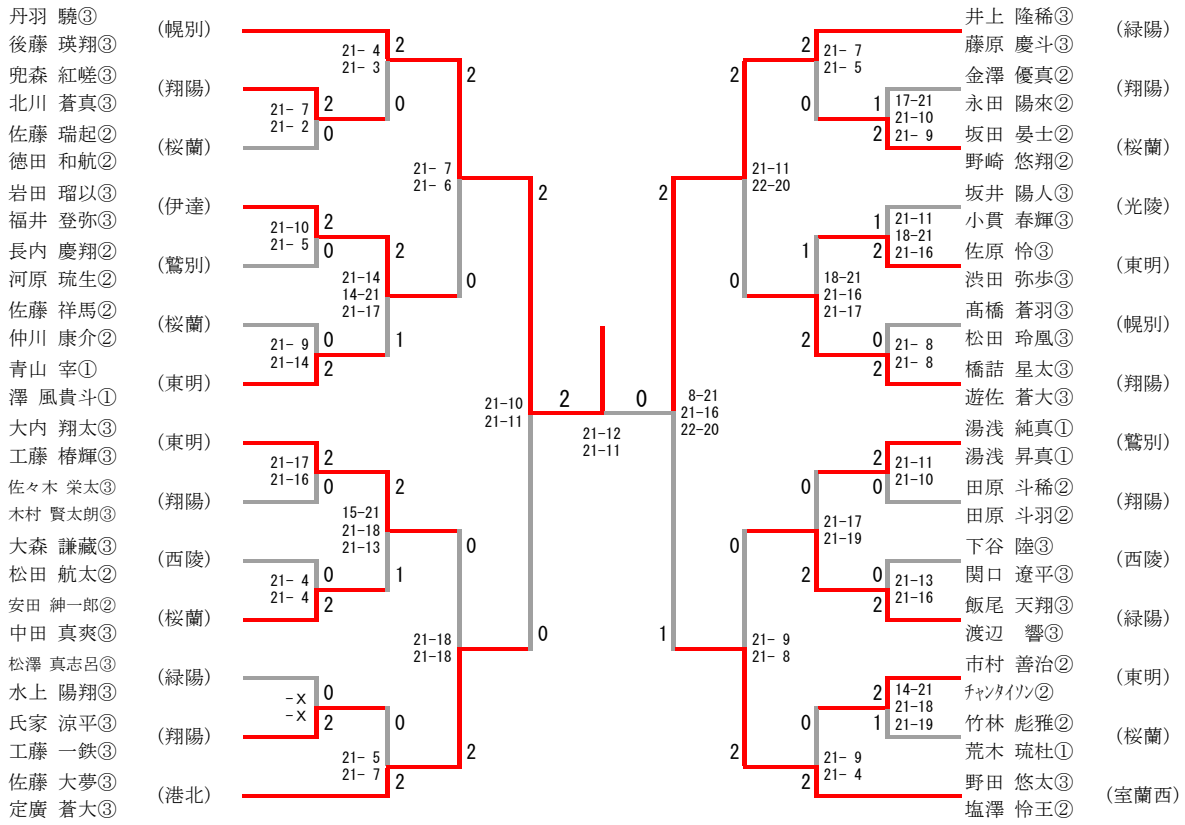 丹羽 驍③
後藤 瑛翔③
(幌別)
兜森 紅嵯③
北川 蒼真③
(翔陽)
佐藤 瑞起②
徳田 和航②
(桜蘭)
岩田 瑠以③
福井 登弥③
(伊達)
長内 慶翔②
河原 琉生②
(鷲別)
佐藤 祥馬②
仲川 康介②
(桜蘭)
青山 宰①
澤 風貴斗①
(東明)
大内 翔太③
工藤 椿輝③
(東明)
佐々木 栄太③
木村 賢太朗③
(翔陽)
大森 謙藏③
松田 航太②
(西陵)
安田 紳一郎②
中田 真爽③
(桜蘭)
松澤 真志呂③
水上 陽翔③
(緑陽)
氏家 涼平③
工藤 一鉄③
(翔陽)
佐藤 大夢③
定廣 蒼大③
(港北)
21- 7
21- 2
2
0
21-10
21- 5
2
0
21- 9
21-14
0
2
21-17
21-16
2
0
21- 4
21- 4
0
2
-X
-X
0
2
21- 4
21- 3
2
0
21-14
14-21
21-17
2
1
15-21
21-18
21-13
2
1
21- 5
21- 7
0
2
21- 7
21- 6
2
0
21-18
21-18
0
2
21-10
21-11
2
0
2
0
21-12
21-11
8-21
21-16
22-20
2
1
21-11
22-20
2
0
21- 9
21- 8
0
2
21- 7
21- 5
2
0
18-21
21-16
21-17
1
2
21-17
21-19
0
2
21- 9
21- 4
0
2
17-21
21-10
21- 9
1
2
21-11
18-21
21-16
1
2
21- 8
21- 8
0
2
21-11
21-10
2
0
21-13
21-16
0
2
14-21
21-18
21-19
2
1
井上 隆稀③
藤原 慶斗③
(緑陽)
金澤 優真②
永田 陽來②
(翔陽)
坂田 晏士②
野崎 悠翔②
(桜蘭)
坂井 陽人③
小貫 春輝③
(光陵)
佐原 怜③
渋田 弥歩③
(東明)
髙橋 蒼羽③
松田 玲凰③
(幌別)
橋詰 星太③
遊佐 蒼大③
(翔陽)
湯浅 純真①
湯浅 昇真①
(鷲別)
田原 斗稀②
田原 斗羽②
(翔陽)
下谷 陸③
関口 遼平③
(西陵)
飯尾 天翔③
渡辺 響③
(緑陽)
市村 善治②
チャンタイソン②
(東明)
竹林 彪雅②
荒木 琉杜①
(桜蘭)
野田 悠太③
塩澤 怜王②
(室蘭西)